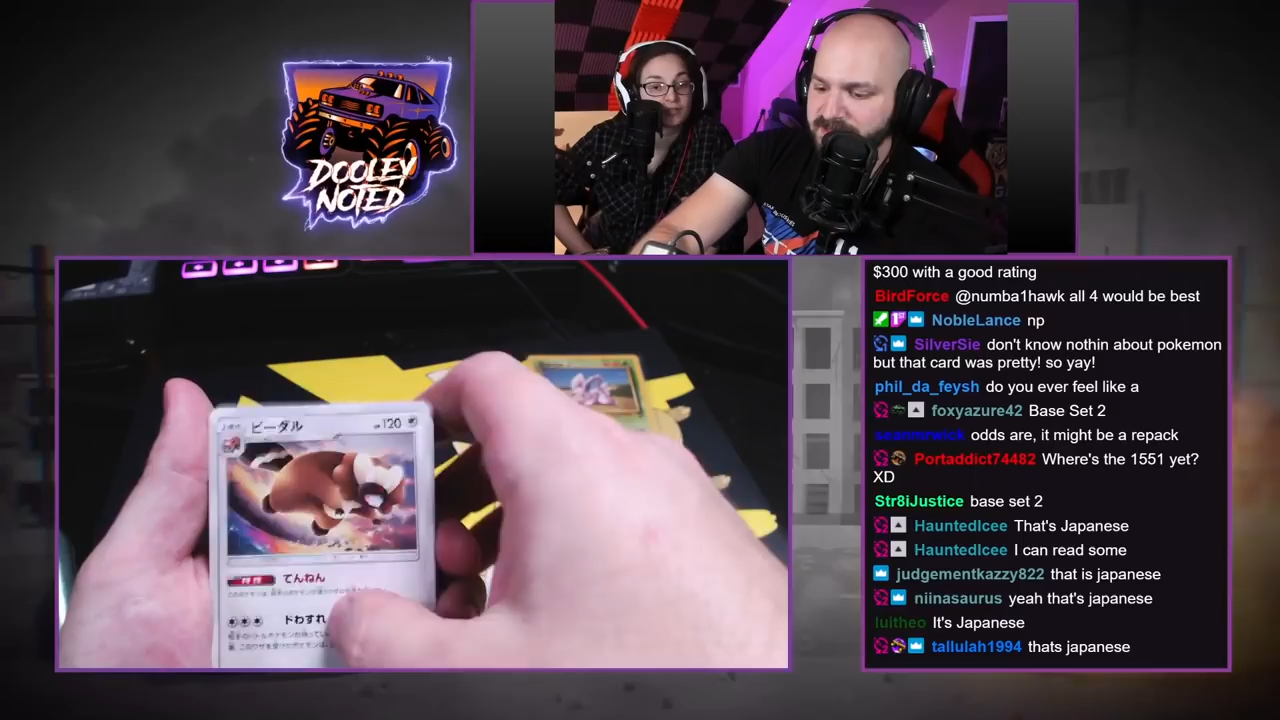 DOOLEY
NOTED
$300 with a good rating
BirdForce @numba1hawk all 4 would be best
NobleLance np
SilverSie don't know nothin about pokemon
but that card was pretty! so yay!
phil_da_feysh do you ever feel like a
foxyazure42 Base Set 2
seanmrwick odds are, it might be a repack
Portaddict74482 Where's the 1551 yet?
XD
Str8iJustice base set 2
HauntedIcee That's Japanese
HauntedIcee I can read some
judgementkazzy822 that is japanese
niinasaurus yeah that's japanese
luitheo It's Japanese
tallulah1994 thats japanese
ビーダル
120
特性 てんねん
ドわすれ